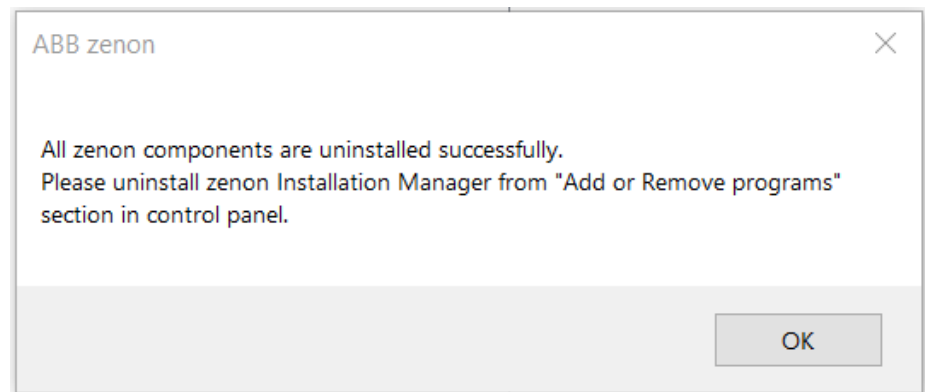 ABB zenon
All zenon components are uninstalled successfully.
Please uninstall zenon Installation Manager from "Add or Remove programs"
section in control panel.
OK